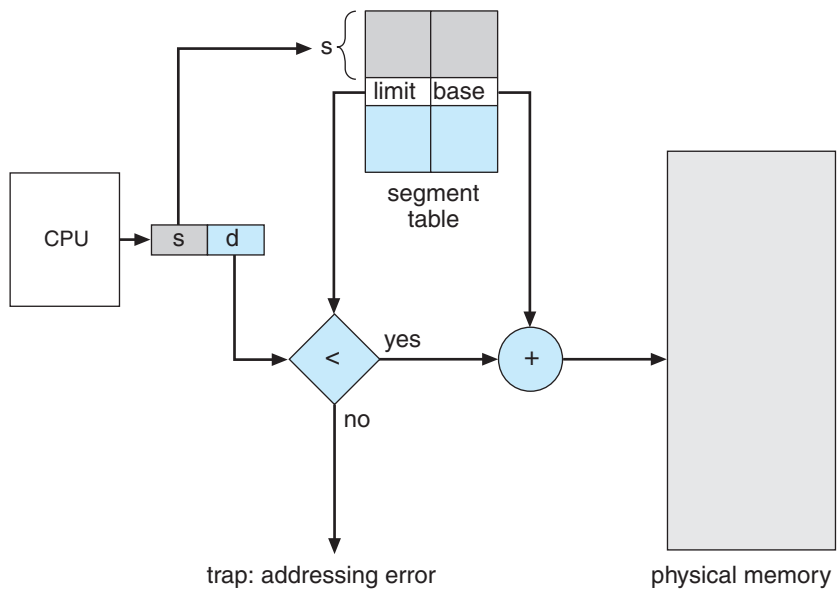 s
limit base
segment
table
CPU
s d
<
yes
+
no
trap: addressing error
physical memory